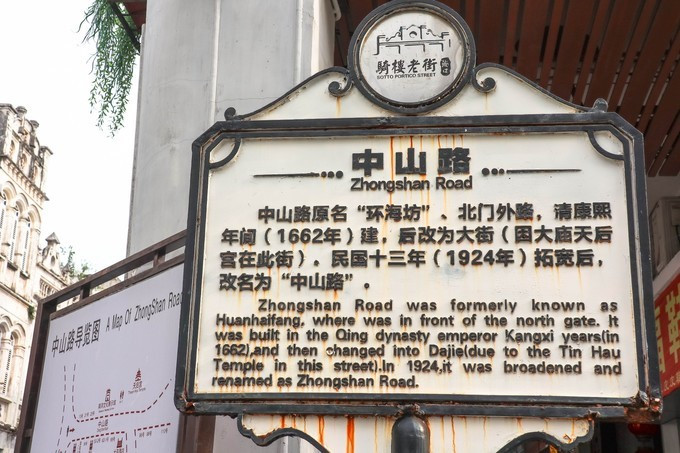 骑楼老街
SOTTO PORTICO STREET
中山路
Zhongshan Road
中山路原名“环海坊”、北门外路，清康熙
年间（1662年）建，后改为大街（因大庙天后
宫在此街）。民国十三年（1924年）拓宽后，
改名为“中山路”。
Zhongshan Road was formerly known as
Huanhaifang, where was in front of the north gate. It
was built in the Qing dynasty emperor Kangxi years(in
1662),and then changed into Dajie(due to the Tin Hau
Temple in this street).In 1924,it was broadened and
renamed as Zhongshan Road.
中山路导览图 A Map Of ZhongShan Road
中山路